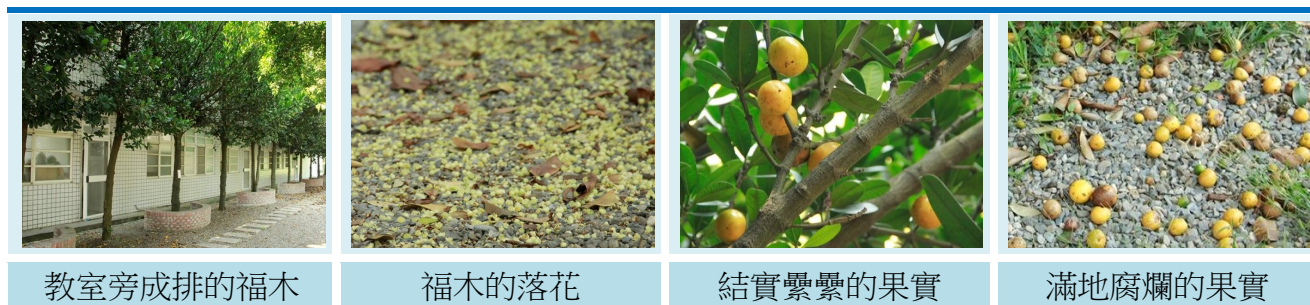 教室旁成排的福木
福木的落花
結實纍纍的果實
滿地腐爛的果實